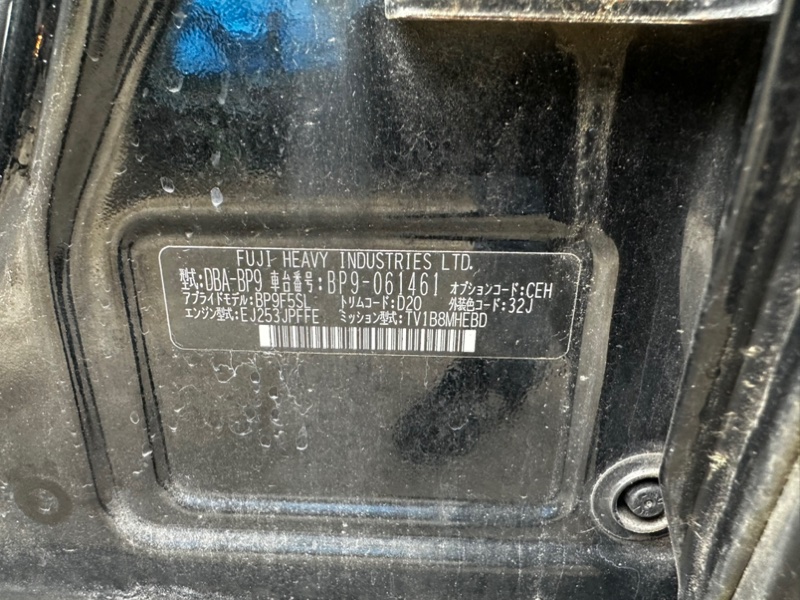 FUJI HEAVY INDUSTRIES LTD.
型式:DBA-BP9 車台番号:BP9-061461 オプションコード:CEH
アプライドモデル:BP9F5SL トリムコード:D20 外装色コード:32J
エンジン型式:EJ253JPFFE ミッション型式:TV1B8MHEBD